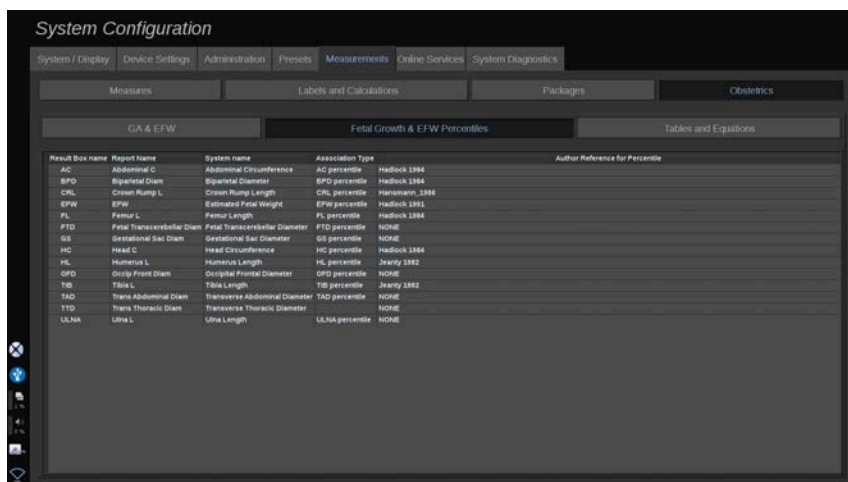 System Configuration
System / Display Device Settings Administration Presets Measurements Online Services System Diagnostics
Measures Labels and Calculations Packages Obstetrics
GA & EFW Fetal Growth & EFW Percentiles Tables and Equations
Result Box name Report Name System name Association Type Author Reference for Percentile
AC Abdominal C Abdominal Circumference AC percentile Hadlock 1984
BPD Biparietal Diam Biparietal Diameter BPD percentile Hadlock 1984
CRL Crown Rump L Crown Rump Length CRL percentile Hansmann_1986
EFW EFW Estimated Fetal Weight EFW percentile Hadlock 1991
FL Femur L Femur Length FL percentile Hadlock 1984
FTD Fetal Transcerebellar Diam Fetal Transcerebellar Diameter FTD percentile NONE
GS Gestational Sac Diam Gestational Sac Diameter GS percentile NONE
HC Head C Head Circumference HC percentile Hadlock 1984
HL Humerus L Humerus Length HL percentile Jeanty 1982
OFD Occip Front Diam Occipital Frontal Diameter OFD percentile NONE
TIB Tibia L Tibia Length TIB percentile Jeanty 1982
TAD Trans Abdominal Diam Transverse Abdominal Diameter TAD percentile NONE
TTD Trans Thoracic Diam Transverse Thoracic Diameter NONE
ULNA Ulna L Ulna Length ULNA percentile NONE